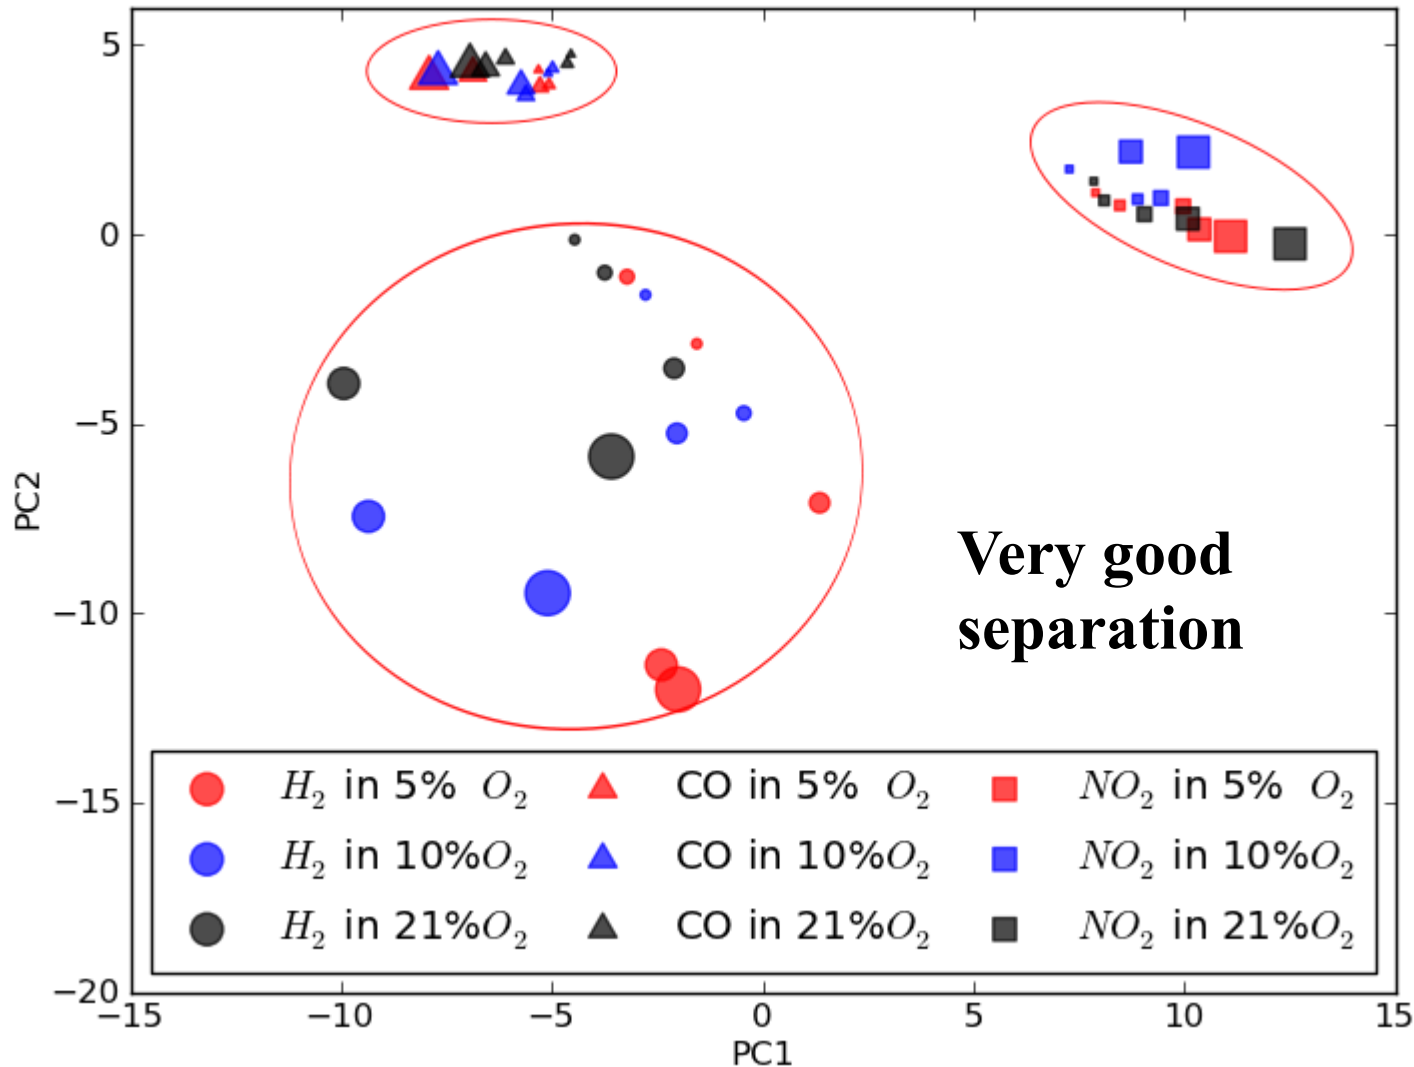 5
0
−5
−10
−15
−20
PC2
Very good
separation
H₂ in 5% O₂ CO in 5% O₂ NO₂ in 5% O₂
H₂ in 10%O₂ CO in 10%O₂ NO₂ in 10%O₂
H₂ in 21%O₂ CO in 21%O₂ NO₂ in 21%O₂
−15 −10 −5 0 5 10 15
PC1